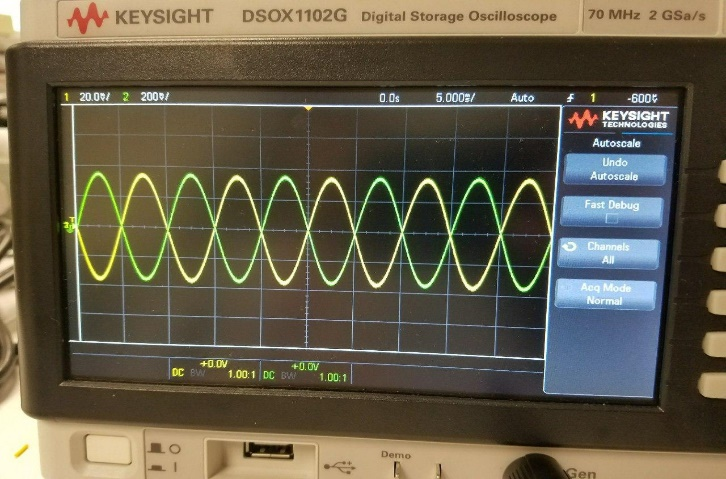 KEYSIGHT DSOX1102G Digital Storage Oscilloscope 70 MHz 2 GSa/s
1 20.0V/ 2 200V/ 0.0s 5.000s/ Auto 1 -600V
KEYSIGHT
TECHNOLOGIES
Autoscale
Undo
Autoscale
Fast Debug
Channels
All
Acq Mode
Normal
+0.0V +0.0V
DC BW 1.00:1 DC BW 1.00:1
Demo
Gen